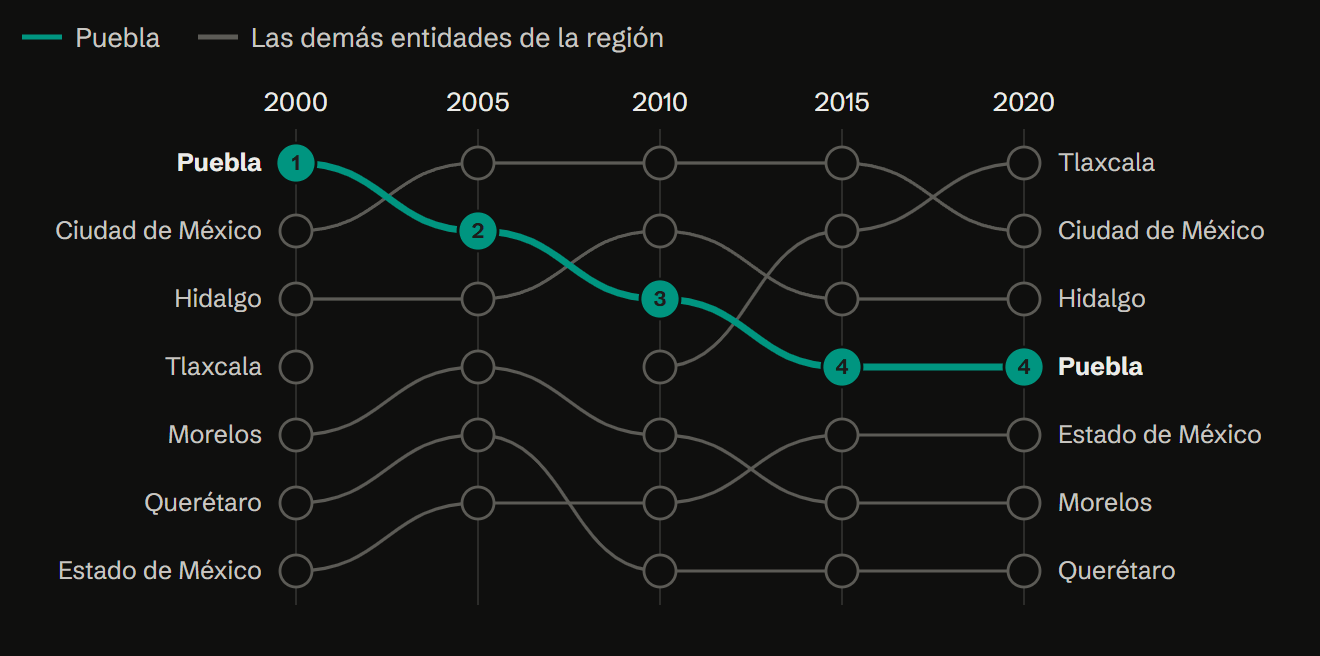 Puebla
Las demás entidades de la región
2000 2005 2010 2015 2020
Puebla 1 Tlaxcala
Ciudad de México 2 Ciudad de México
Hidalgo 3 Hidalgo
Tlaxcala 4 4 Puebla
Morelos Estado de México
Querétaro Morelos
Estado de México Querétaro